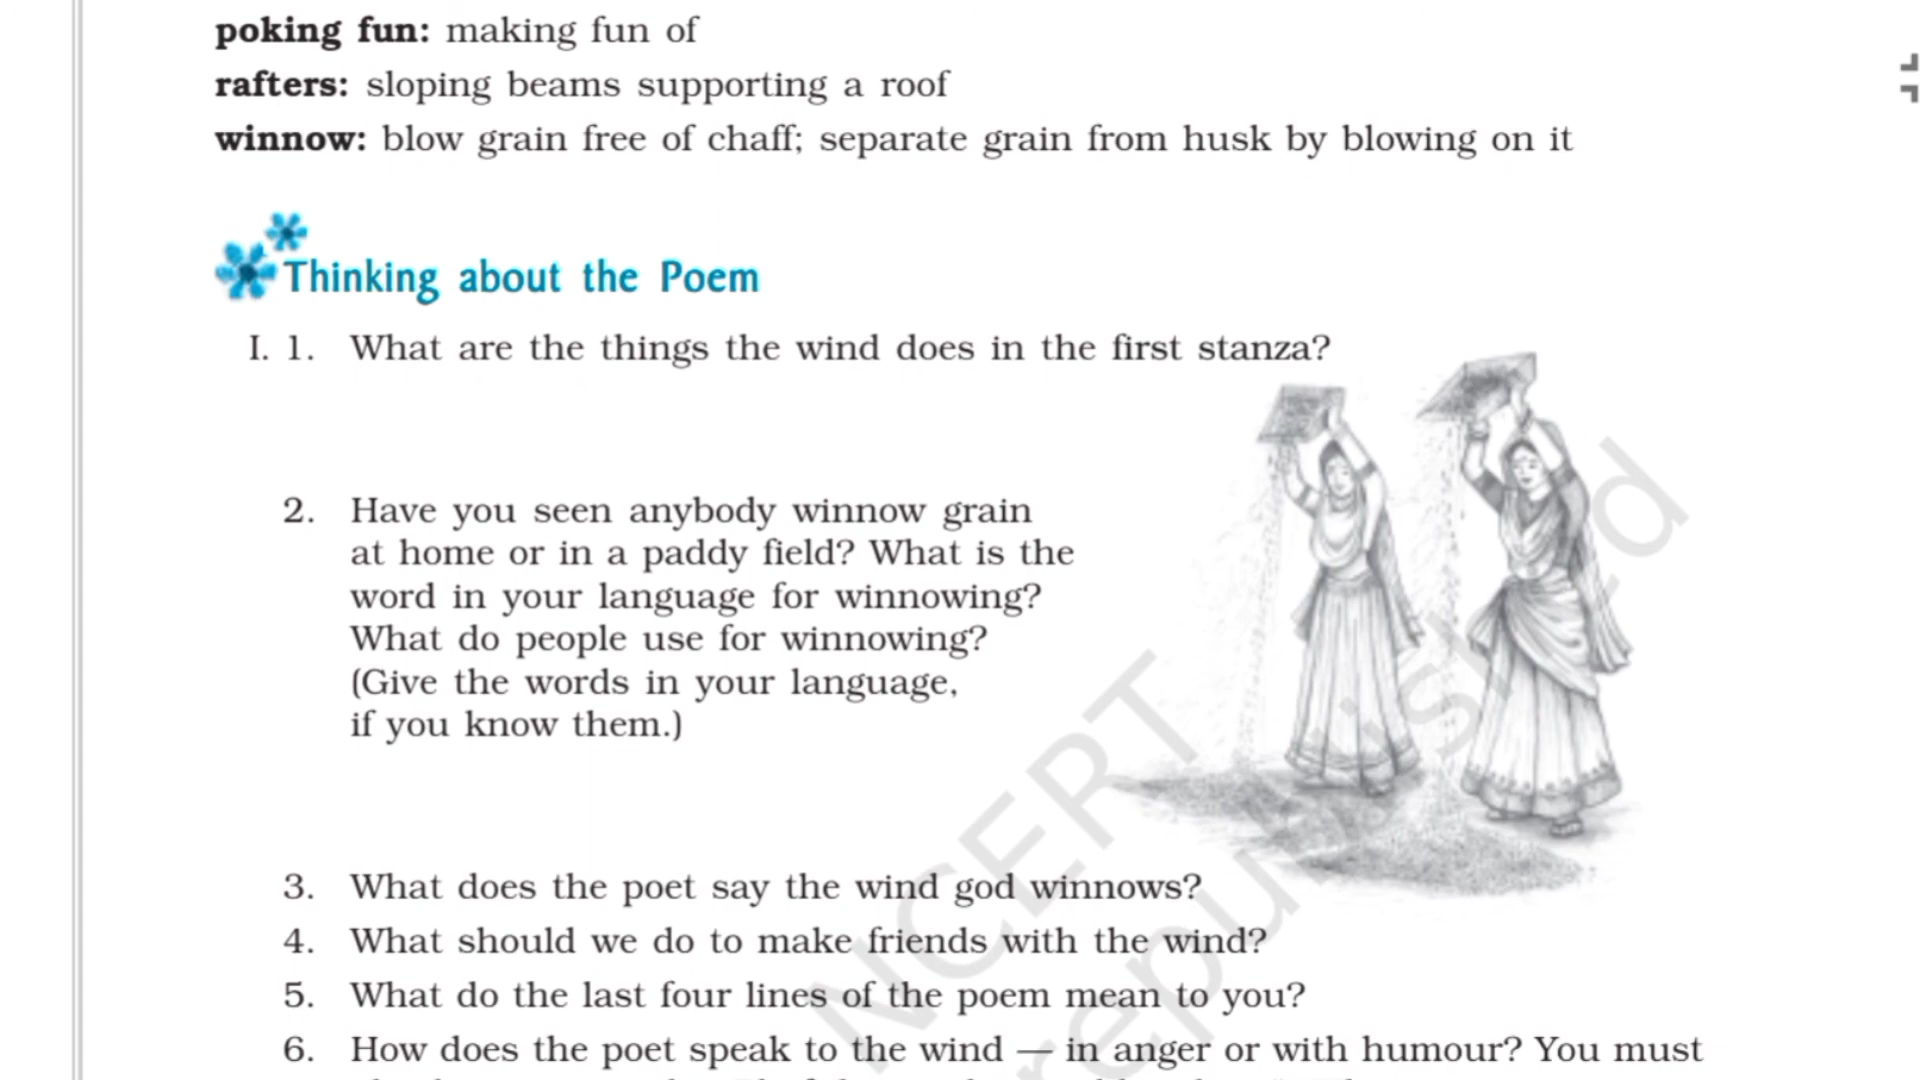 poking fun: making fun of
rafters: sloping beams supporting a roof
winnow: blow grain free of chaff; separate grain from husk by blowing on it
Thinking about the Poem
I. 1. What are the things the wind does in the first stanza?
2. Have you seen anybody winnow grain
at home or in a paddy field? What is the
word in your language for winnowing?
What do people use for winnowing?
(Give the words in your language,
if you know them.)
3. What does the poet say the wind god winnows?
4. What should we do to make friends with the wind?
5. What do the last four lines of the poem mean to you?
6. How does the poet speak to the wind — in anger or with humour? You must
NCERT
republished